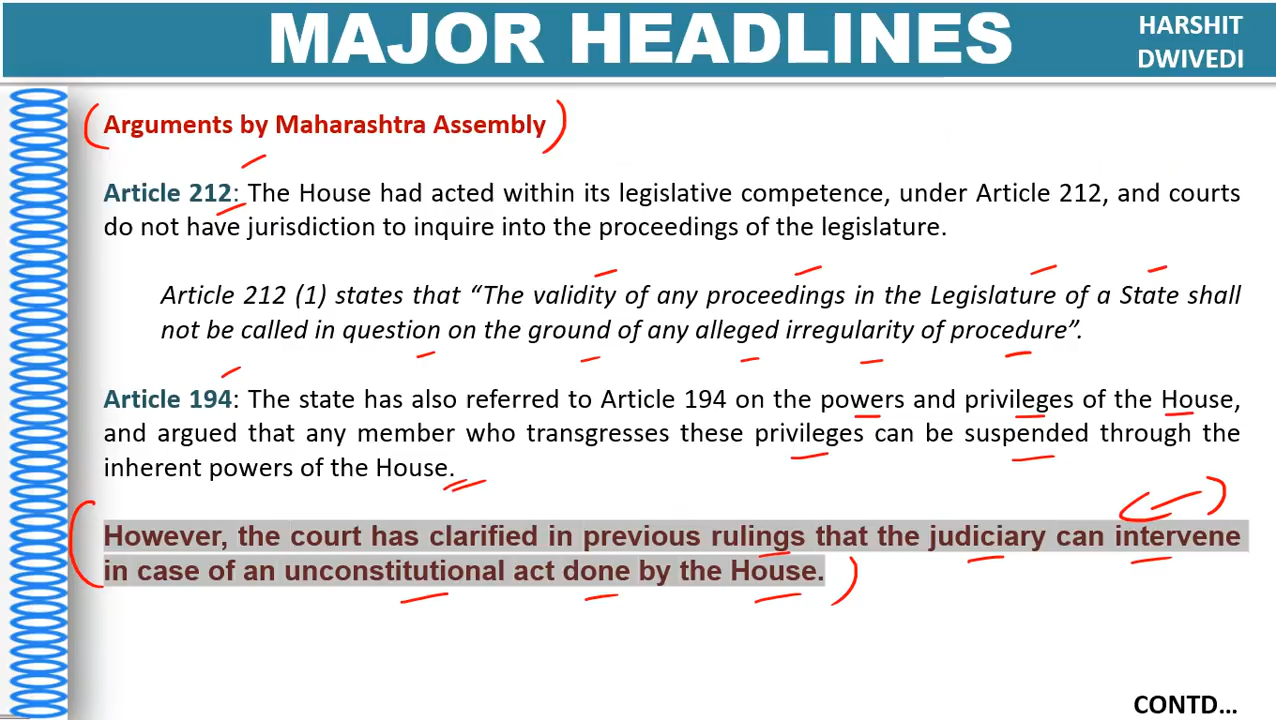 MAJOR HEADLINES
HARSHIT
DWIVEDI
Arguments by Maharashtra Assembly
Article 212: The House had acted within its legislative competence, under Article 212, and courts
do not have jurisdiction to inquire into the proceedings of the legislature.
Article 212 (1) states that “The validity of any proceedings in the Legislature of a State shall
not be called in question on the ground of any alleged irregularity of procedure”.
Article 194: The state has also referred to Article 194 on the powers and privileges of the House,
and argued that any member who transgresses these privileges can be suspended through the
inherent powers of the House.
However, the court has clarified in previous rulings that the judiciary can intervene
in case of an unconstitutional act done by the House.
CONTD...